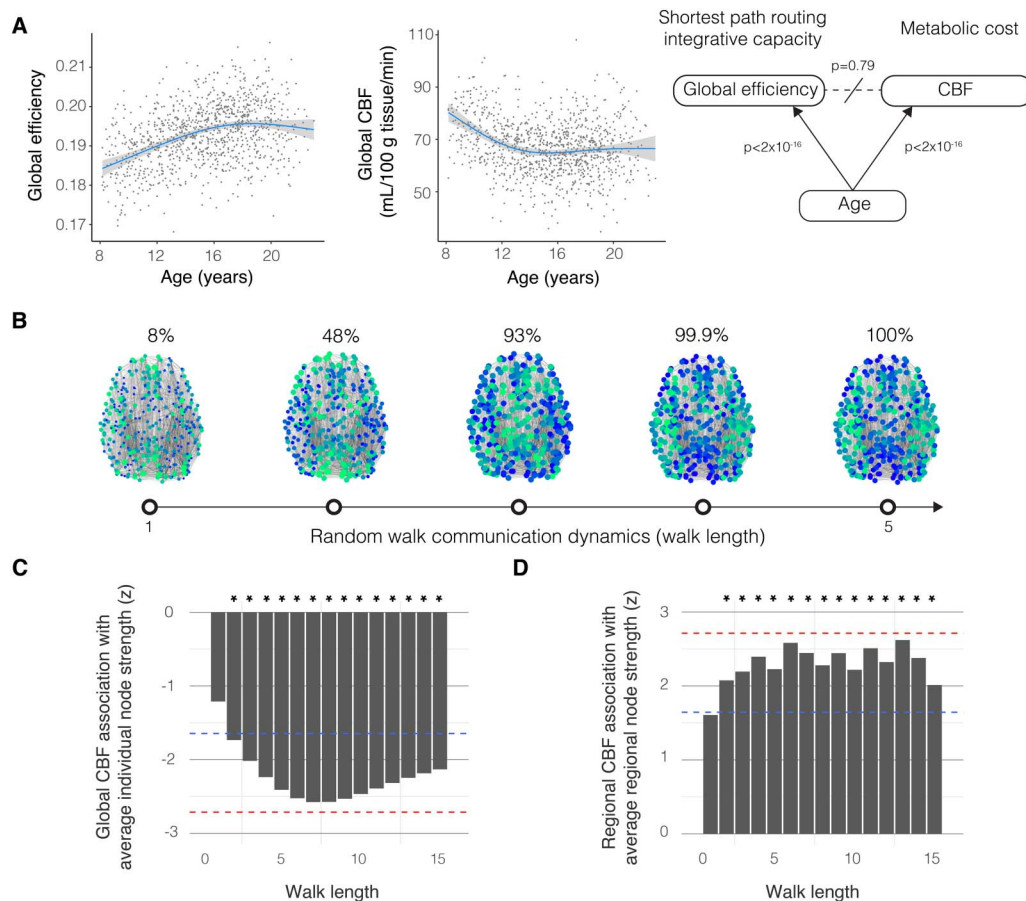 A
Global efficiency
0.21
0.20
0.19
0.18
0.17
8
12
16
20
Age (years)
Global CBF
(mL/100 g tissue/min)
110
90
70
50
8
12
16
20
Age (years)
Shortest path routing
integrative capacity
Metabolic cost
p=0.79
Global efficiency
CBF
p<2x10-16
p<2x10-16
Age
B
8%
48%
93%
99.9%
100%
1
5
Random walk communication dynamics (walk length)
C
Global CBF association with
average individual node strength (z)
* * * * * * * * * * * * * *
0
-1
-2
-3
0
5
10
15
Walk length
D
Regional CBF association with
average regional node strength (z)
* * * * * * * * * * * * * *
3
2
1
0
0
5
10
15
Walk length